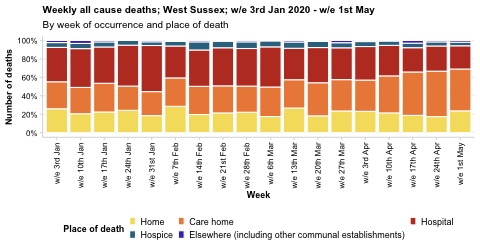 Weekly all cause deaths; West Sussex; w/e 3rd Jan 2020 - w/e 1st May
By week of occurrence and place of death
Number of deaths
100%
80%
60%
40%
20%
0%
w/e 3rd Jan
w/e 10th Jan
w/e 17th Jan
w/e 24th Jan
w/e 31st Jan
w/e 7th Feb
w/e 14th Feb
w/e 21st Feb
w/e 28th Feb
w/e 6th Mar
w/e 13th Mar
w/e 20th Mar
w/e 27th Mar
w/e 3rd Apr
w/e 10th Apr
w/e 17th Apr
w/e 24th Apr
w/e 1st May
Week
Place of death
Home
Care home
Hospital
Hospice
Elsewhere (including other communal establishments)